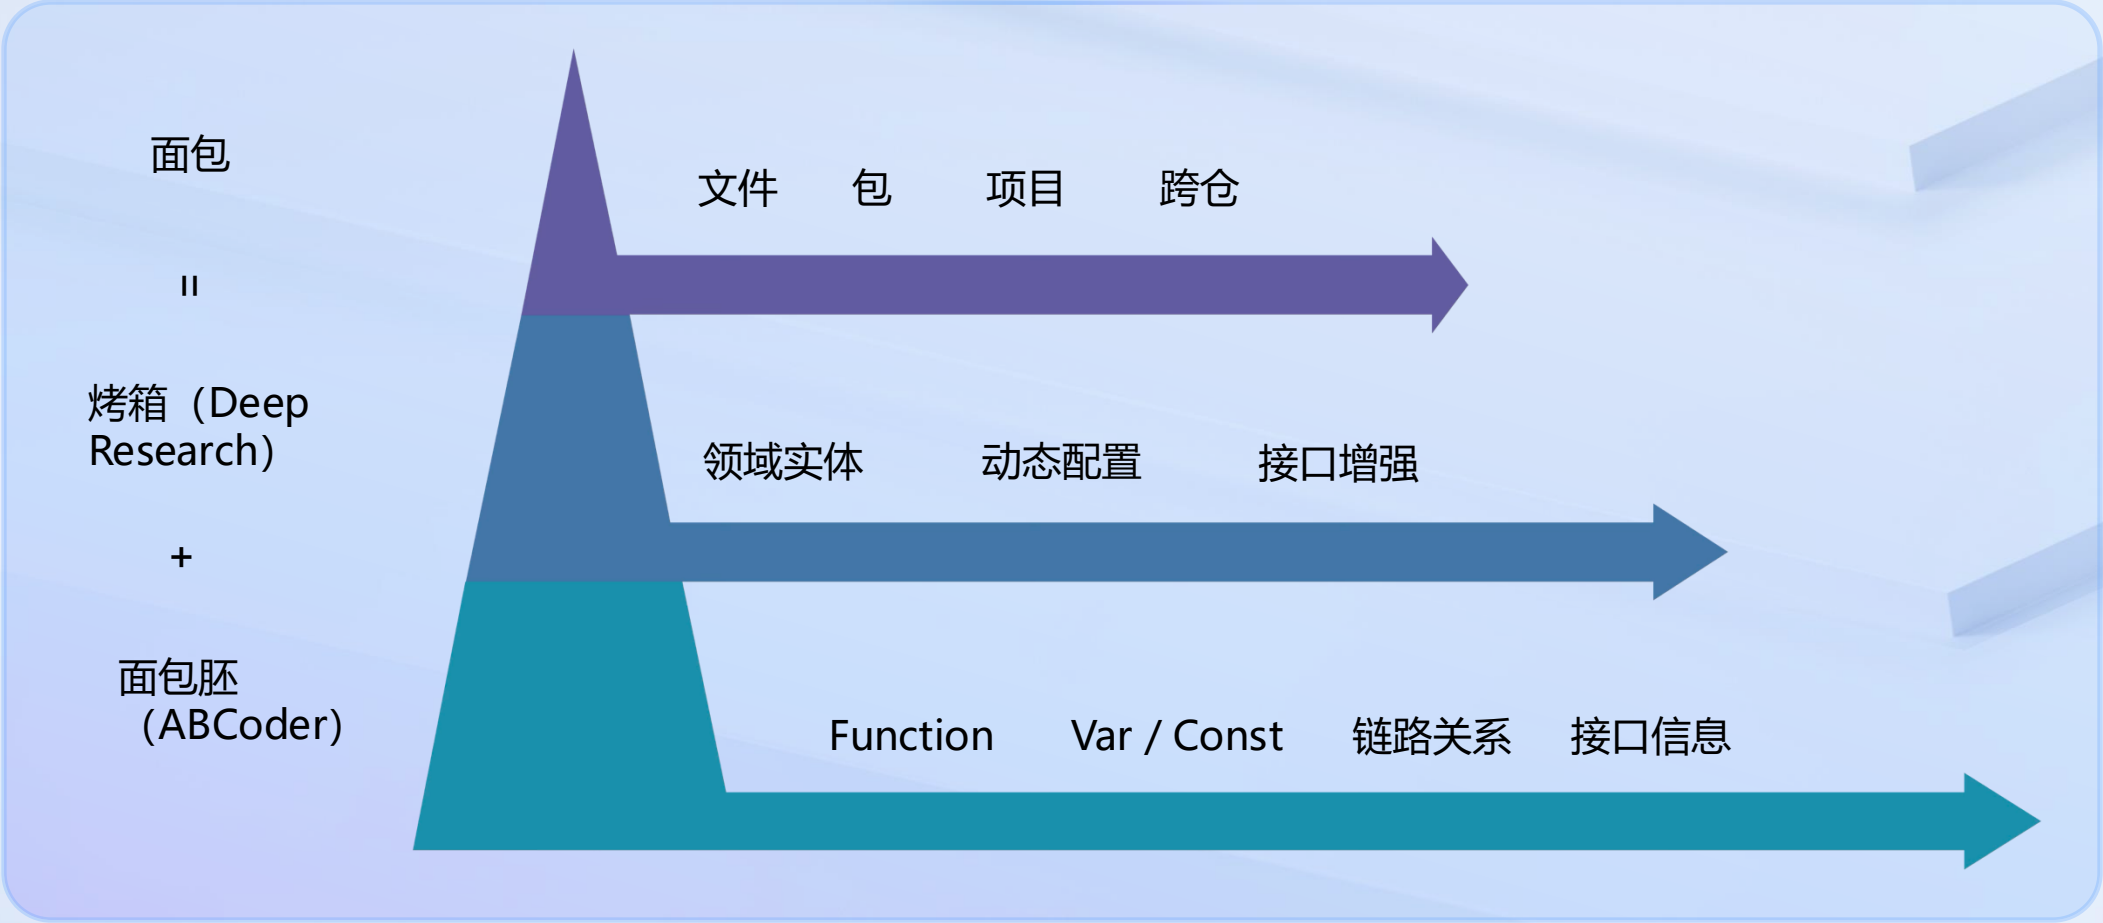 面包
=
烤箱（Deep
Research）
+
面包胚
（ABCoder）
文件 包 项目 跨仓
领域实体 动态配置 接口增强
Function Var / Const 链路关系 接口信息